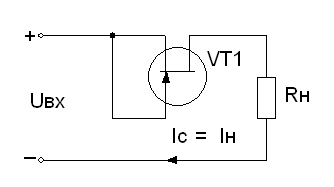 +
VT1
Uвх
Rн
Iс = Iн
−